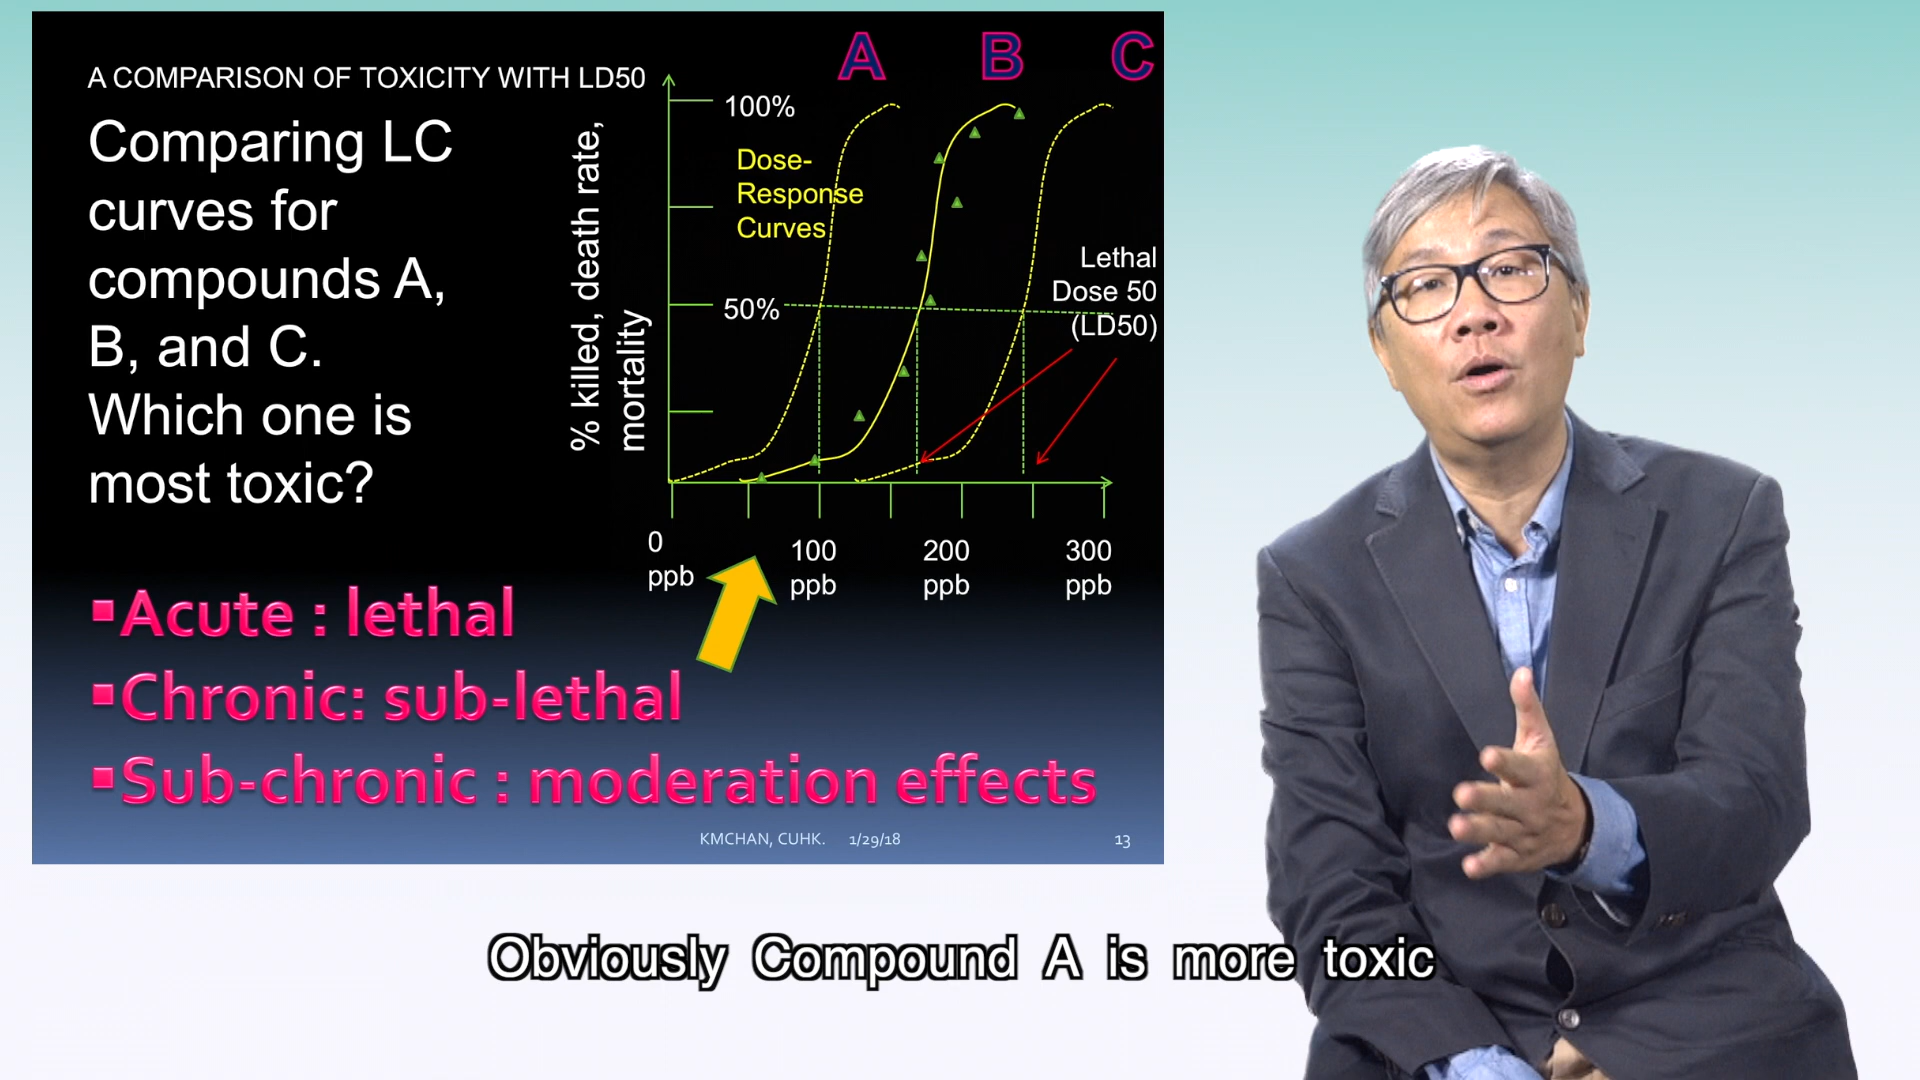 A COMPARISON OF TOXICITY WITH LD50
Comparing LC
curves for
compounds A,
B, and C.
Which one is
most toxic?
% killed, death rate,
mortality
A
B
C
100%
Dose-
Response
Curves
50%
Lethal
Dose 50
(LD50)
0
ppb
100
ppb
200
ppb
300
ppb
▪Acute : lethal
▪Chronic: sub-lethal
▪Sub-chronic : moderation effects
KMCHAN, CUHK. 1/29/18 13
Obviously Compound A is more toxic